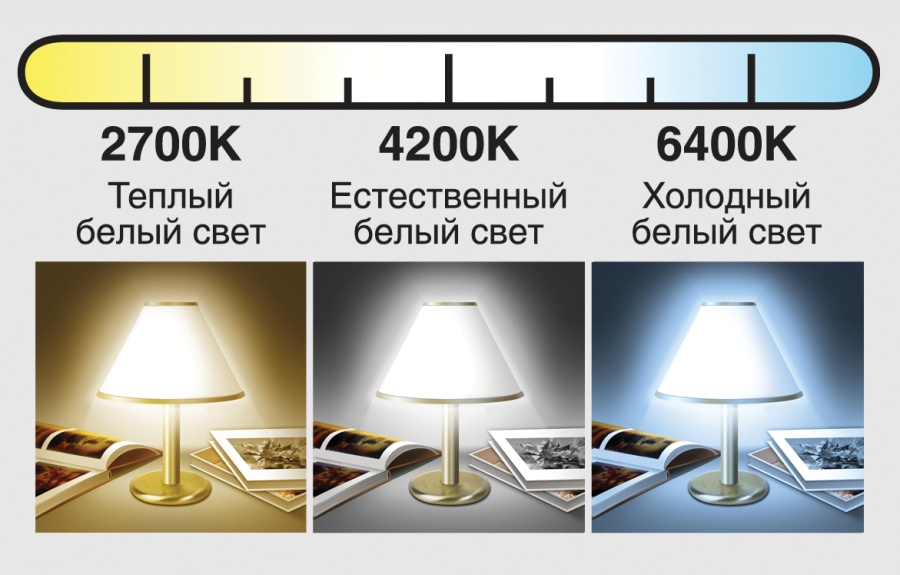 2700K 4200K 6400K
Теплый Естественный Холодный
белый свет белый свет белый свет